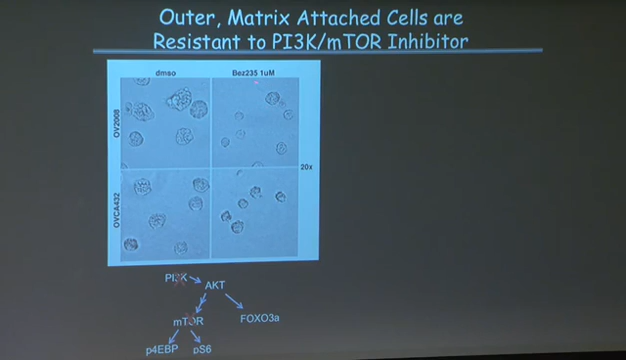 Outer, Matrix Attached Cells are
Resistant to PI3K/mTOR Inhibitor
dmso
Bez235 1uM
OV2008
20x
OVCA432
PI3K
AKT
mTOR
FOXO3a
p4EBP
pS6